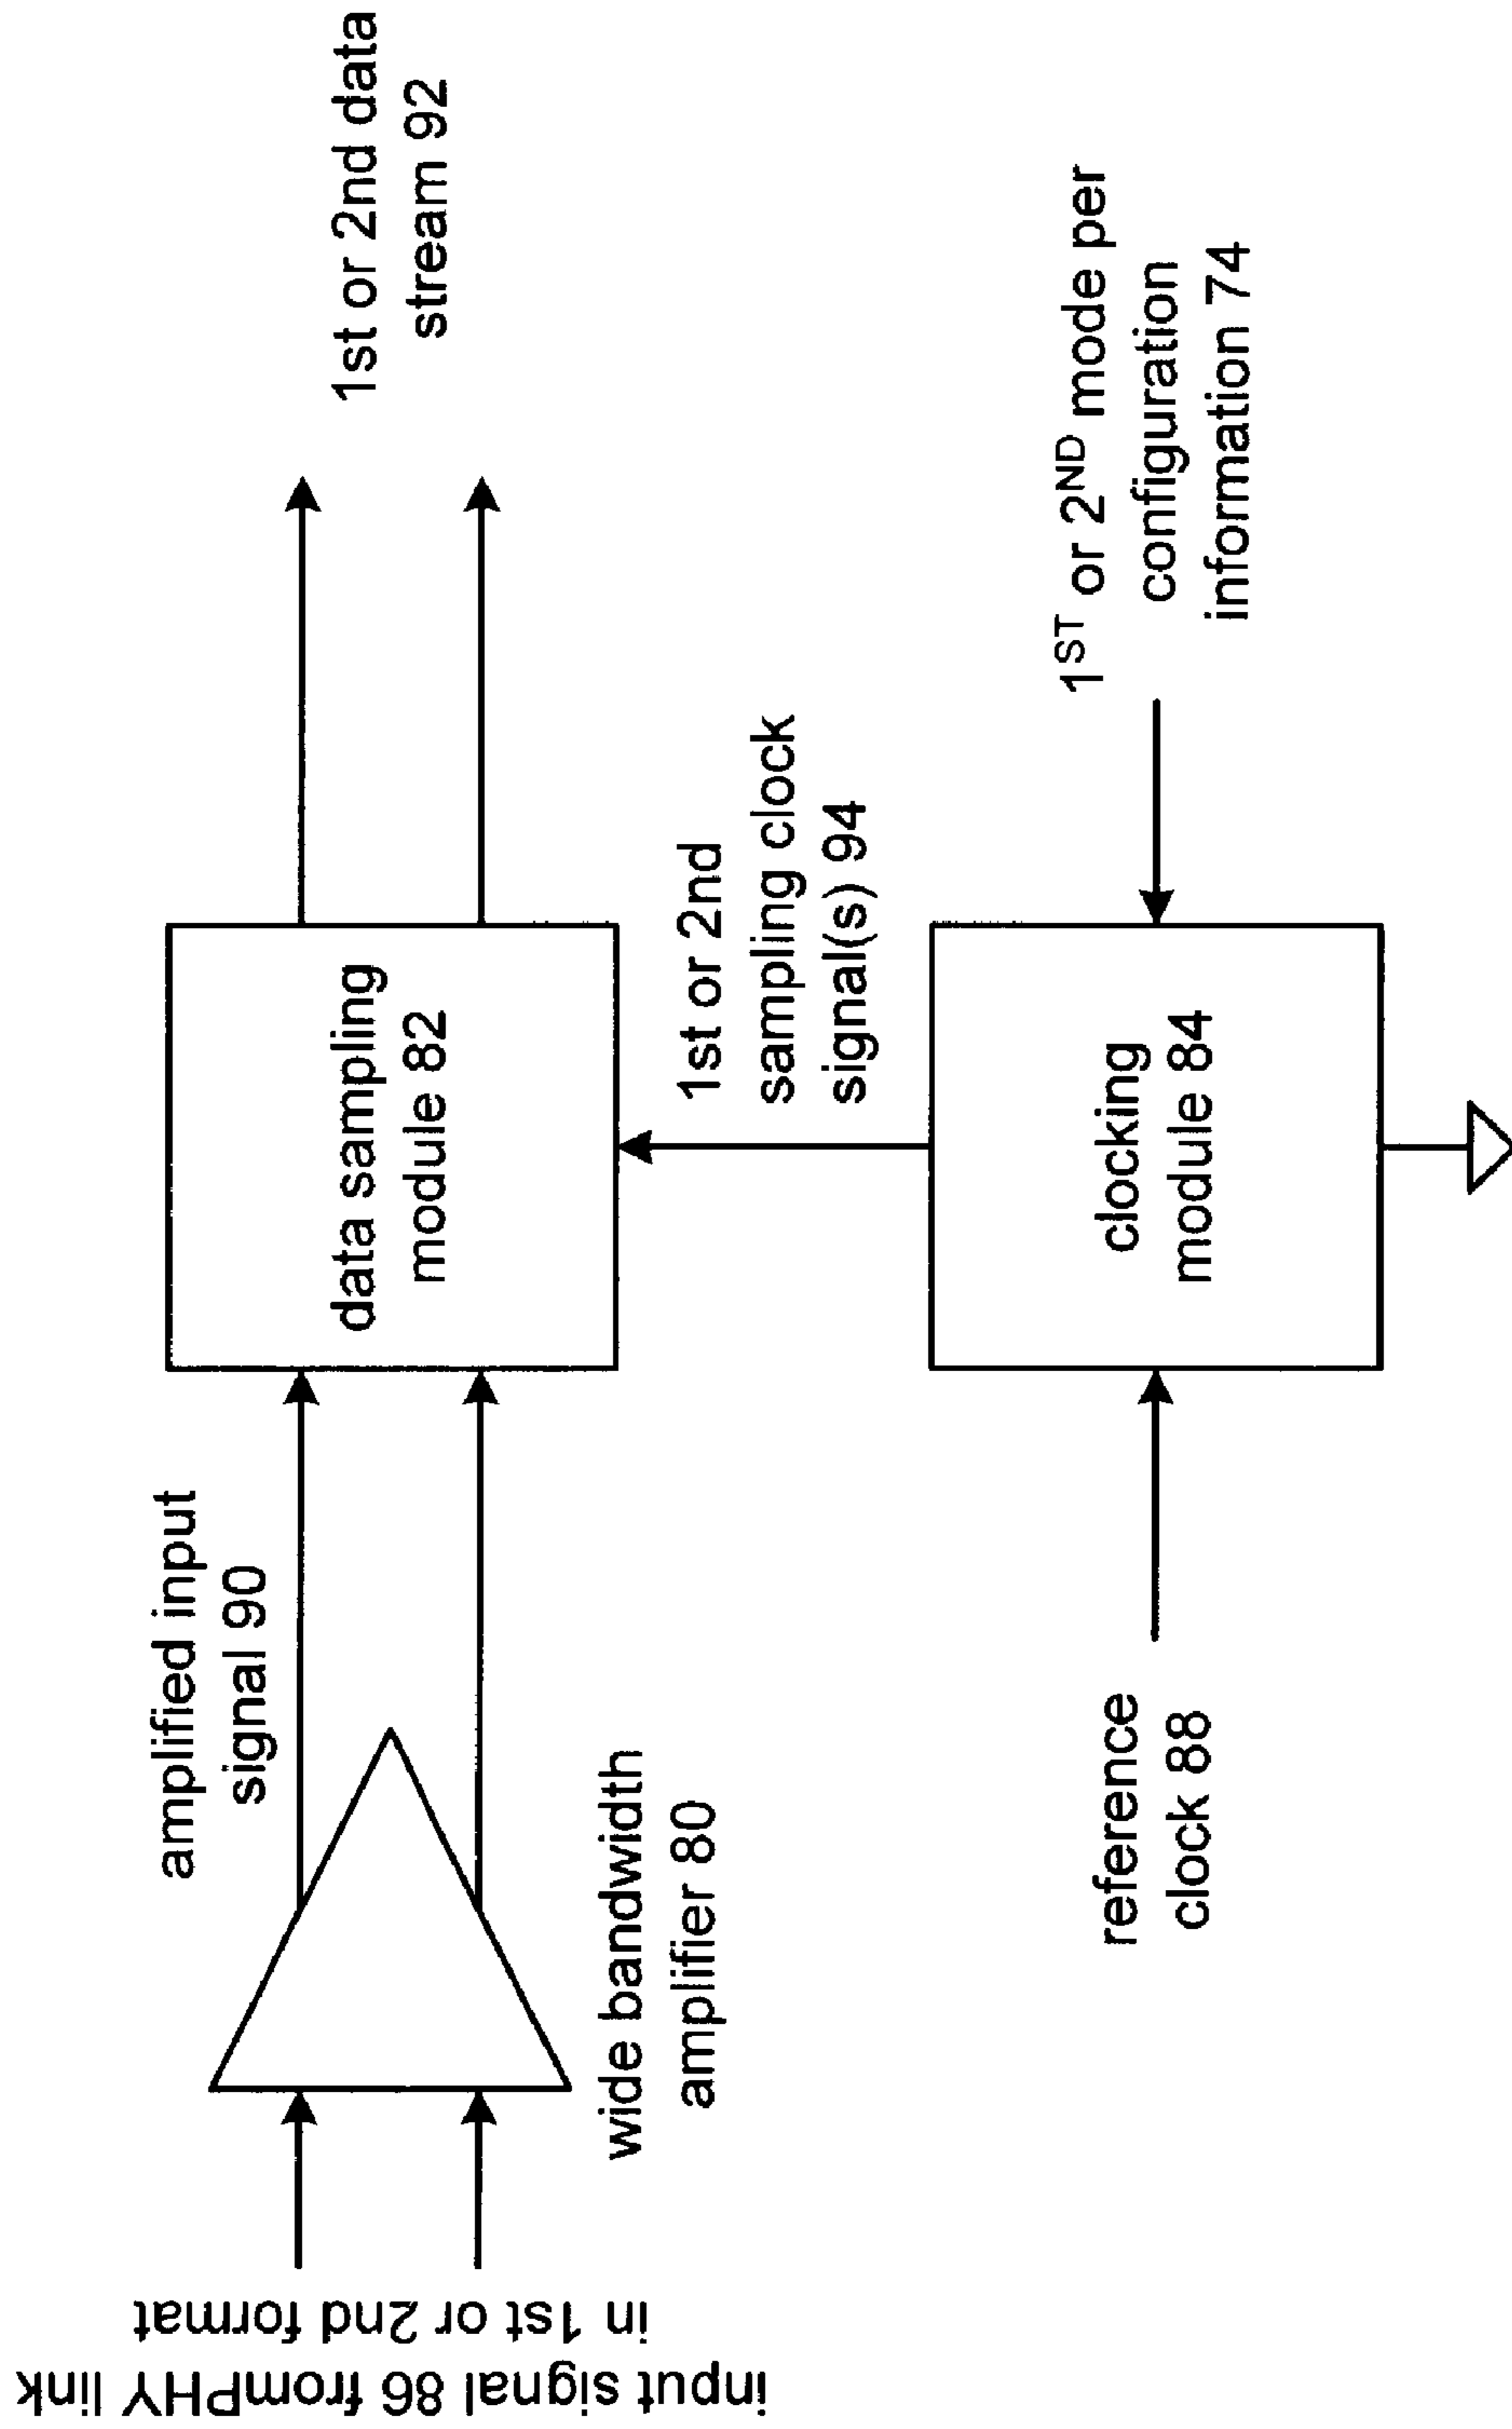 input signal 86 fromPHY link
in 1st or 2nd format
amplified input
signal 90
wide bandwidth
amplifier 80
data sampling
module 82
1st or 2nd data
stream 92
1st or 2nd
sampling clock
signal(s) 94
reference
clock 88
clocking
module 84
1ST or 2ND mode per
configuration
information 74